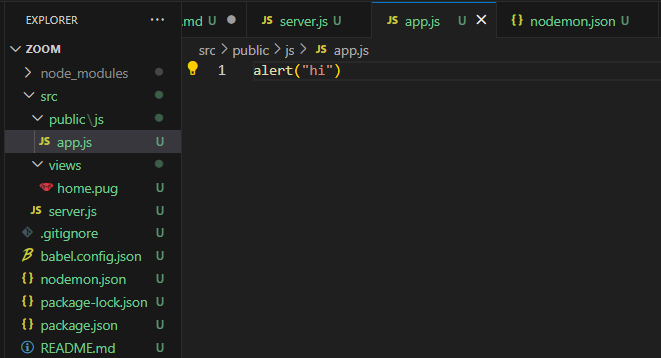 EXPLORER ...
.md JS server.js JS app.js {} nodemon.json
ZOOM
src > public > js > JS app.js
node_modules
1 alert("hi")
src
public\js
JS app.js U
views
home.pug U
JS server.js U
.gitignore U
babel.config.json U
{} nodemon.json U
{} package-lock.json U
{} package.json U
README.md U